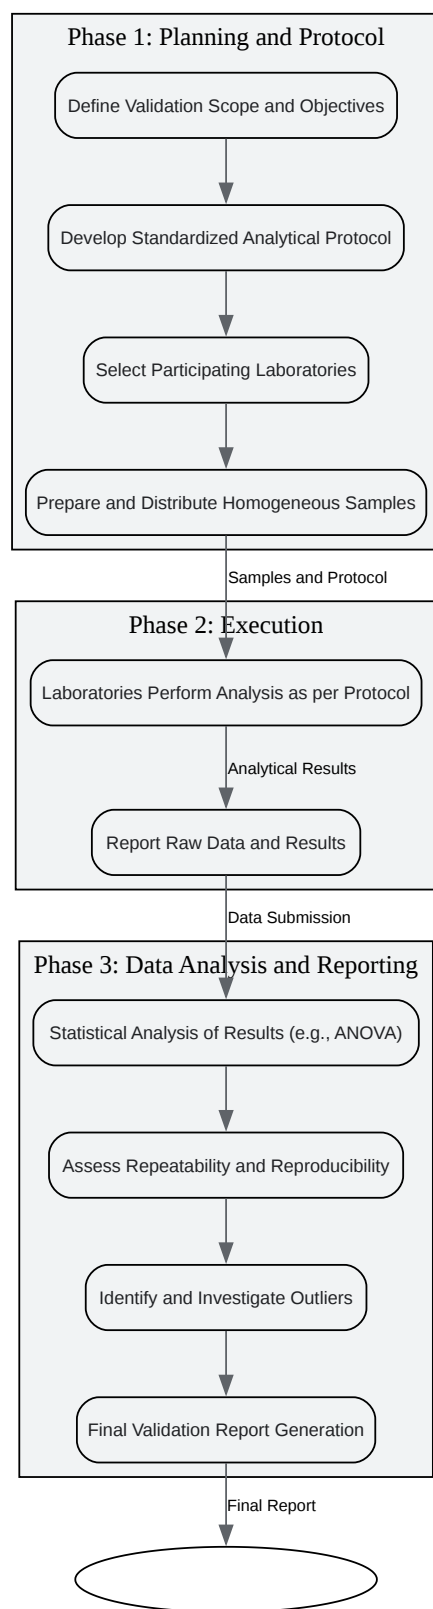 Phase 1: Planning and Protocol
Define Validation Scope and Objectives
Develop Standardized Analytical Protocol
Select Participating Laboratories
Prepare and Distribute Homogeneous Samples
Samples and Protocol
Phase 2: Execution
Laboratories Perform Analysis as per Protocol
Analytical Results
Report Raw Data and Results
Data Submission
Phase 3: Data Analysis and Reporting
Statistical Analysis of Results (e.g., ANOVA)
Assess Repeatability and Reproducibility
Identify and Investigate Outliers
Final Validation Report Generation
Final Report